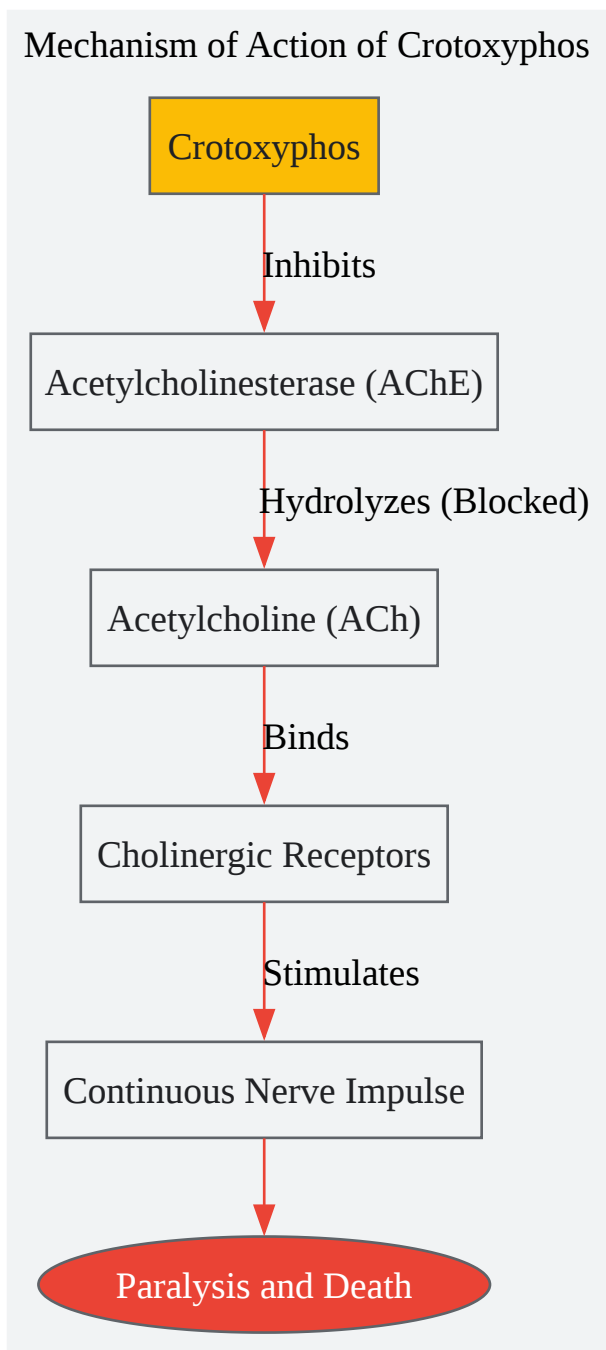 Mechanism of Action of Crotoxyphos
Crotoxyphos
Inhibits
Acetylcholinesterase (AChE)
Hydrolyzes (Blocked)
Acetylcholine (ACh)
Binds
Cholinergic Receptors
Stimulates
Continuous Nerve Impulse
Paralysis and Death